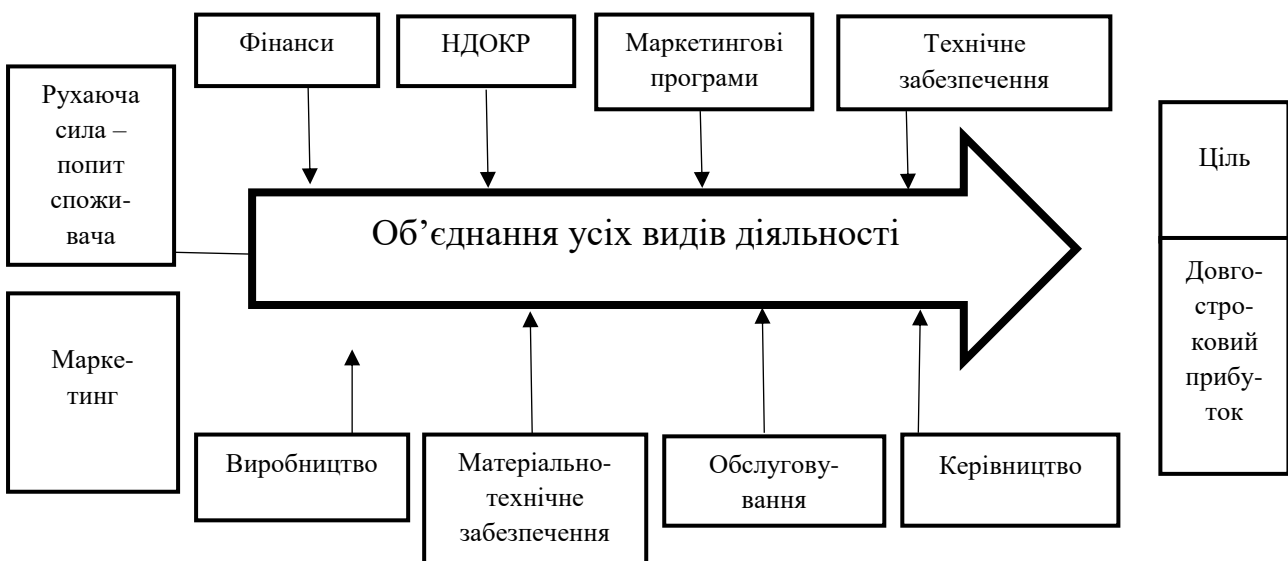 Фінанси
НДОКР
Маркетингові
програми
Технічне
забезпечення
Рухаюча
сила –
попит
спожи-
вача
Ціль
Об’єднання усіх видів діяльності
Довго-
стро-
ковий
прибу-
ток
Марке-
тинг
Виробництво
Матеріально-
технічне
забезпечення
Обслугову-
вання
Керівництво